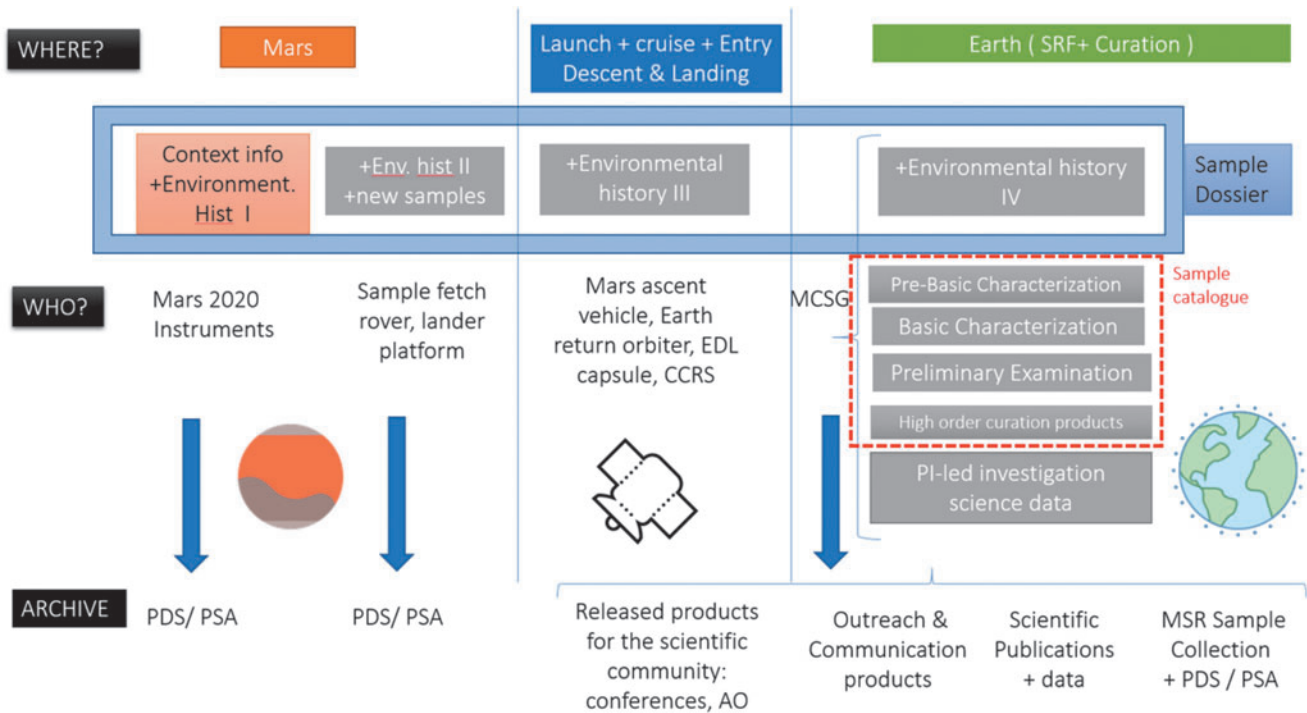 WHERE?
Mars
Launch + cruise + Entry
Descent & Landing
Earth ( SRF+ Curation )
Context info
+Environment.
Hist I
+Env. hist II
+new samples
+Environmental
history III
+Environmental history
IV
Sample
Dossier
WHO?
Mars 2020
Instruments
Sample fetch
rover, lander
platform
Mars ascent
vehicle, Earth
return orbiter, EDL
capsule, CCRS
MCSG
Pre-Basic Characterization
Basic Characterization
Preliminary Examination
High order curation products
Sample
catalogue
PI-led investigation
science data
ARCHIVE
PDS/ PSA
PDS/ PSA
Released products
for the scientific
community:
conferences, AO
Outreach &
Communication
products
Scientific
Publications
+ data
MSR Sample
Collection
+ PDS / PSA